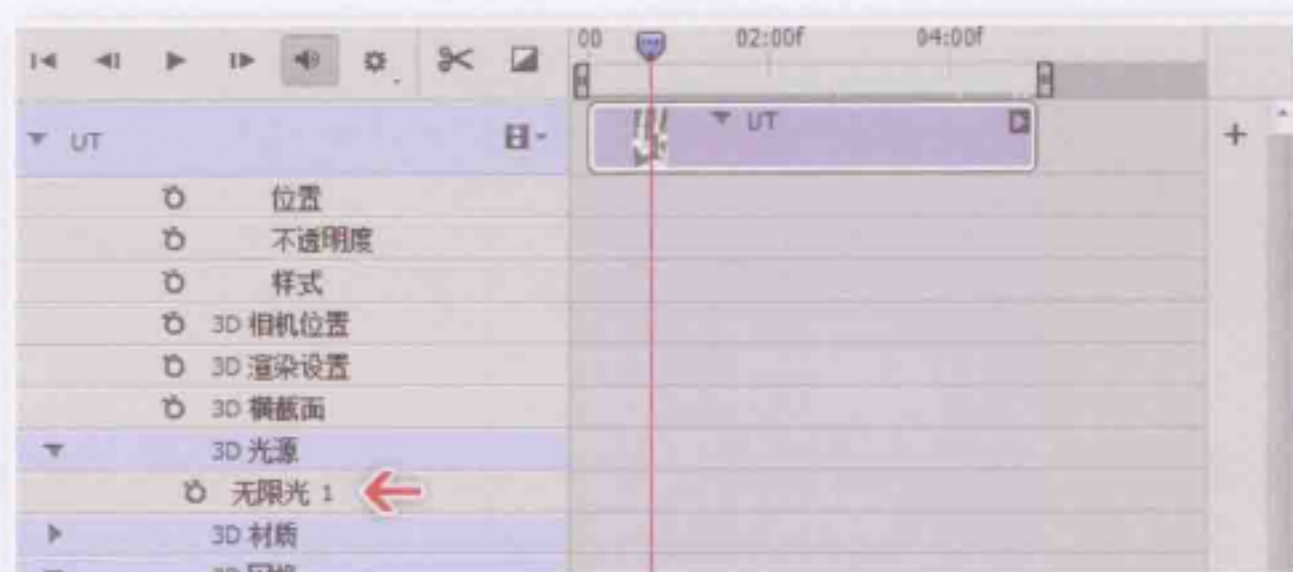 00 02:00f 04:00f
UT
UT
位置
不透明度
样式
3D 相机位置
3D 渲染设置
3D 横截面
3D 光源
无限光 1
3D 材质